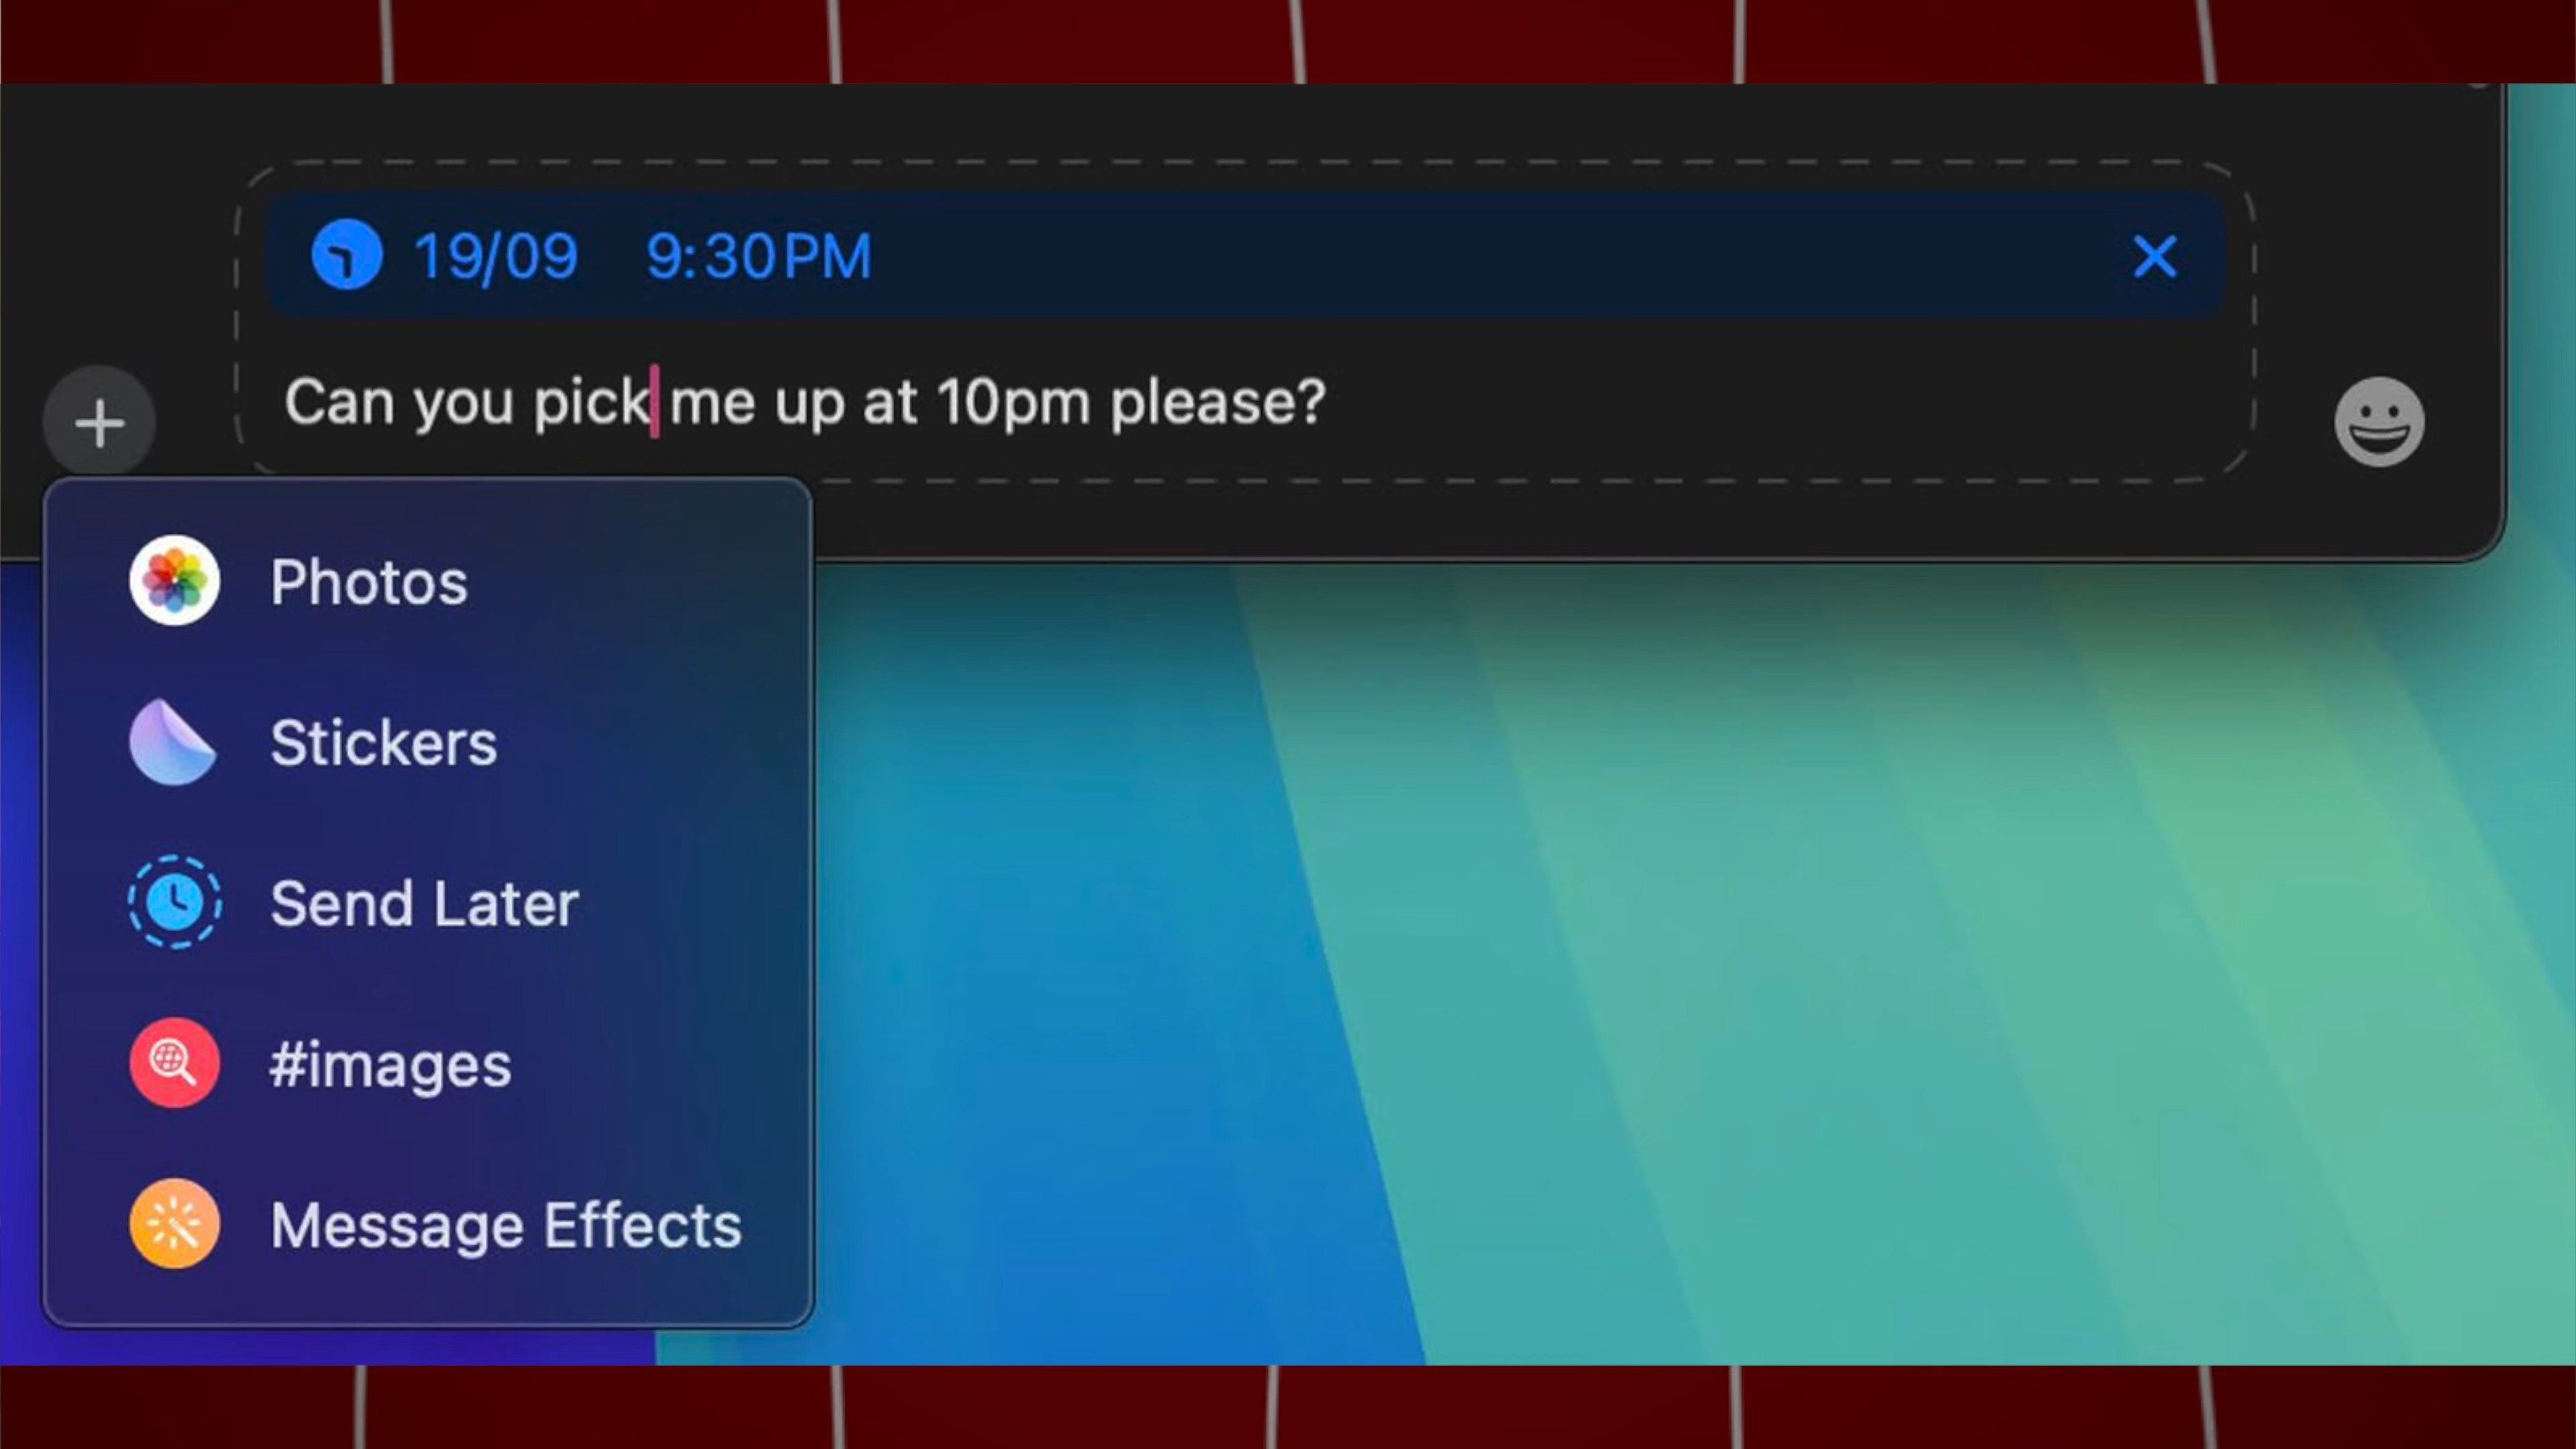 19/09 9:30PM
Can you pick me up at 10pm please?
Photos
Stickers
Send Later
#images
Message Effects